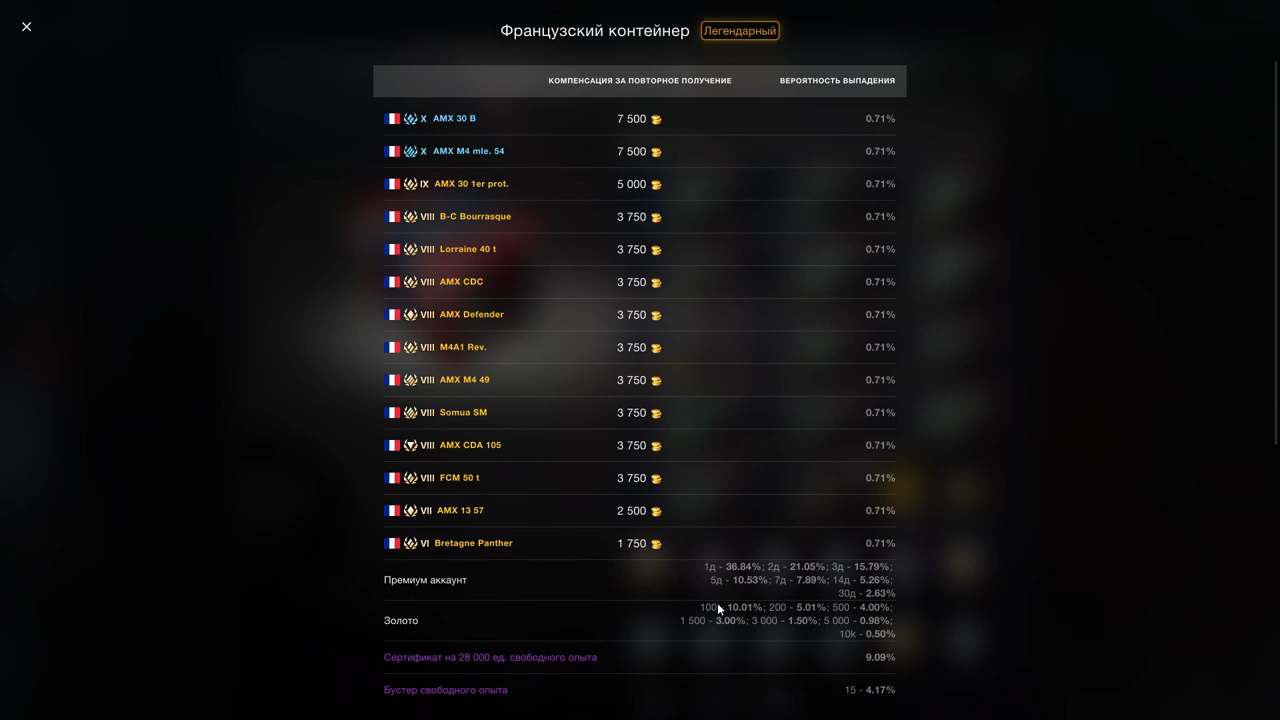 Французский контейнер Легендарный
КОМПЕНСАЦИЯ ЗА ПОВТОРНОЕ ПОЛУЧЕНИЕ ВЕРОЯТНОСТЬ ВЫПАДЕНИЯ
X AMX 30 B 7 500 0.71%
X AMX M4 mle. 54 7 500 0.71%
IX AMX 30 1er prot. 5 000 0.71%
VIII B-C Bourrasque 3 750 0.71%
VIII Lorraine 40 t 3 750 0.71%
VIII AMX CDC 3 750 0.71%
VIII AMX Defender 3 750 0.71%
VIII M4A1 Rev. 3 750 0.71%
VIII AMX M4 49 3 750 0.71%
VIII Somua SM 3 750 0.71%
VIII AMX CDA 105 3 750 0.71%
VIII FCM 50 t 3 750 0.71%
VII AMX 13 57 2 500 0.71%
VI Bretagne Panther 1 750 0.71%
1д - 36.84%; 2д - 21.05%; 3д - 15.79%;
Премиум аккаунт 5д - 10.53%; 7д - 7.89%; 14д - 5.26%;
30д - 2.63%
100 - 10.01%; 200 - 5.01%; 500 - 4.00%;
Золото 1 500 - 3.00%; 3 000 - 1.50%; 5 000 - 0.98%;
10k - 0.50%
Сертификат на 28 000 ед. свободного опыта 9.09%
Бустер свободного опыта 15 - 4.17%